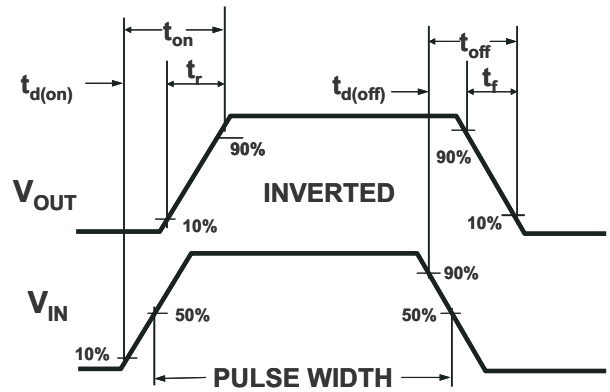 t_on t_off
t_d(on) t_r t_d(off) t_f
90% 90%
V_OUT INVERTED
10% 10%
90%
V_IN 50% 50%
10%
PULSE WIDTH